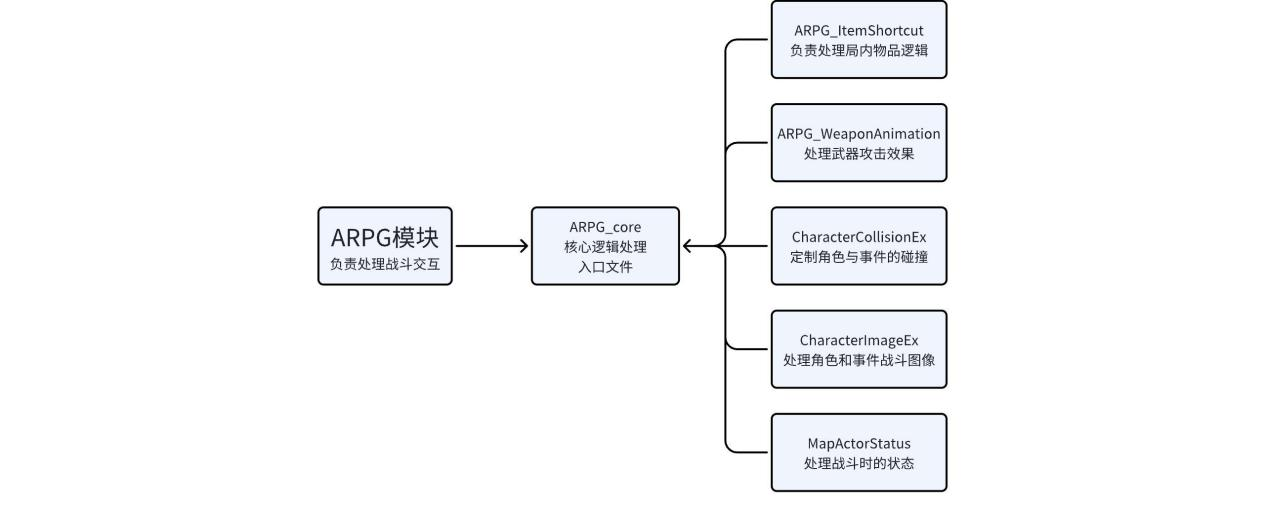 ARPG模块
负责处理战斗交互
ARPG_core
核心逻辑处理
入口文件
ARPG_ItemShortcut
负责处理局内物品逻辑
ARPG_WeaponAnimation
处理武器攻击效果
CharacterCollisionEx
定制角色与事件的碰撞
CharacterImageEx
处理角色和事件战斗图像
MapActorStatus
处理战斗时的状态